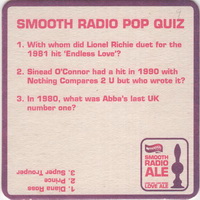 SMOOTH RADIO POP QUIZ
1. With whom did Lionel Richie duet for the
1981 hit 'Endless Love'?
2. Sinead O'Connor had a hit in 1990 with
Nothing Compares 2 U but who wrote it?
3. In 1980, what was Abba's last UK
number one?
SMOOTH
RADIO
ALE
1. Diana Ross
2. Prince
3. Super Trouper